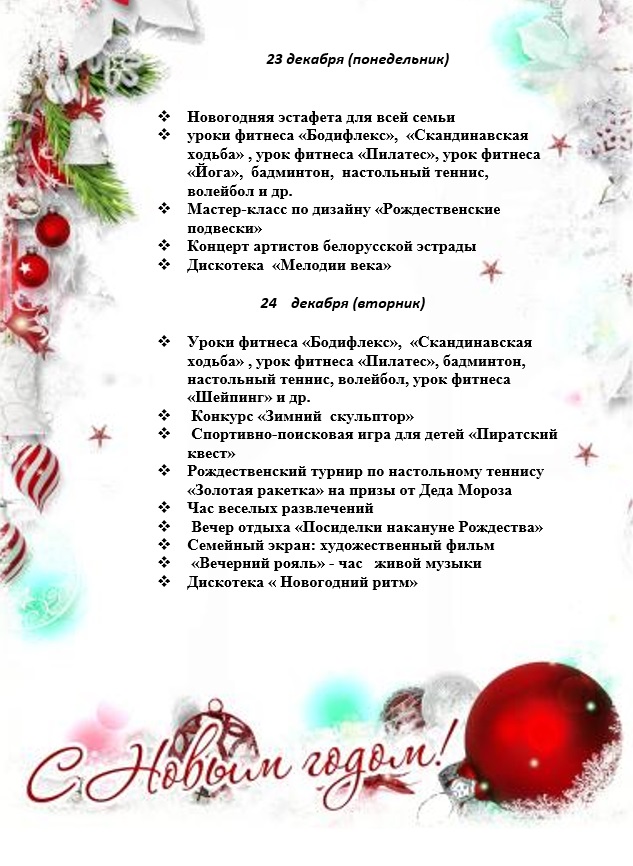 23 декабря (понедельник)
❖ Новогодняя эстафета для всей семьи
❖ уроки фитнеса «Бодифлекс», «Скандинавская
ходьба» , урок фитнеса «Пилатес», урок фитнеса
«Йога», бадминтон, настольный теннис,
волейбол и др.
❖ Мастер-класс по дизайну «Рождественские
подвески»
❖ Концерт артистов белорусской эстрады
❖ Дискотека «Мелодии века»
24 декабря (вторник)
❖ Уроки фитнеса «Бодифлекс», «Скандинавская
ходьба» , урок фитнеса «Пилатес», бадминтон,
настольный теннис, волейбол, урок фитнеса
«Шейпинг» и др.
❖ Конкурс «Зимний скульптор»
❖ Спортивно-поисковая игра для детей «Пиратский
квест»
❖ Рождественский турнир по настольному теннису
«Золотая ракетка» на призы от Деда Мороза
❖ Час веселых развлечений
❖ Вечер отдыха «Посиделки накануне Рождества»
❖ Семейный экран: художественный фильм
❖ «Вечерний рояль» - час живой музыки
❖ Дискотека « Новогодний ритм»
С Новым годом!